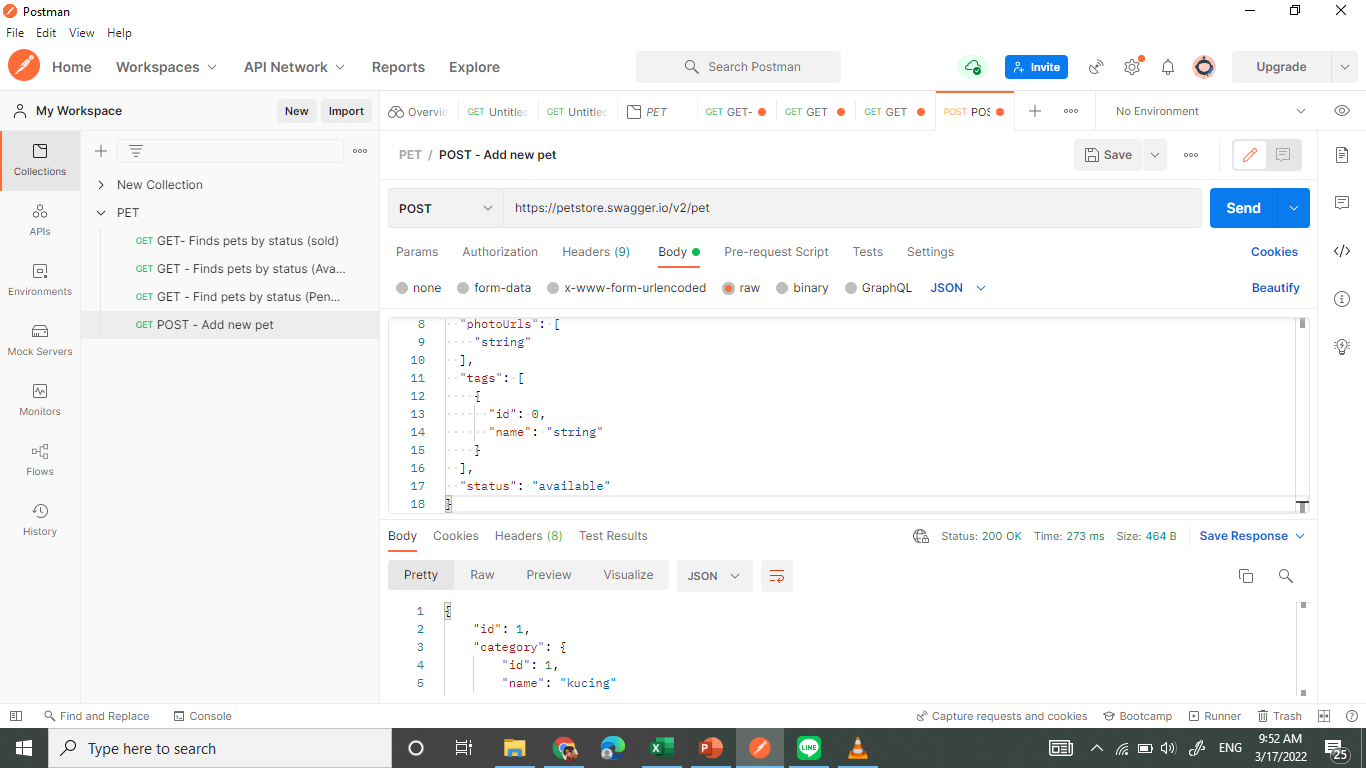 Postman
File Edit View Help
Home Workspaces API Network Reports Explore Search Postman Invite Upgrade
My Workspace New Import Overvie GET Untitled GET Untitled PET GET GET- GET GET GET GET POST POS No Environment
Collections
APIs
Environments
Mock Servers
Monitors
Flows
History
New Collection
PET
GET GET- Finds pets by status (sold)
GET GET - Finds pets by status (Ava...
GET GET - Find pets by status (Pen...
GET POST - Add new pet
PET / POST - Add new pet Save
POST https://petstore.swagger.io/v2/pet Send
Params Authorization Headers (9) Body Pre-request Script Tests Settings Cookies
none form-data x-www-form-urlencoded raw binary GraphQL JSON Beautify
8 "photoUrls": [
9 "string"
10 ],
11 "tags": [
12 {
13 "id": 0,
14 "name": "string"
15 }
16 ],
17 "status": "available"
18 }
Body Cookies Headers (8) Test Results Status: 200 OK Time: 273 ms Size: 464 B Save Response
Pretty Raw Preview Visualize JSON
1 {
2 "id": 1,
3 "category": {
4 "id": 1,
5 "name": "kucing"
Find and Replace Console Capture requests and cookies Bootcamp Runner Trash
Type here to search X P LINE ENG 9:52 AM
3/17/2022 25